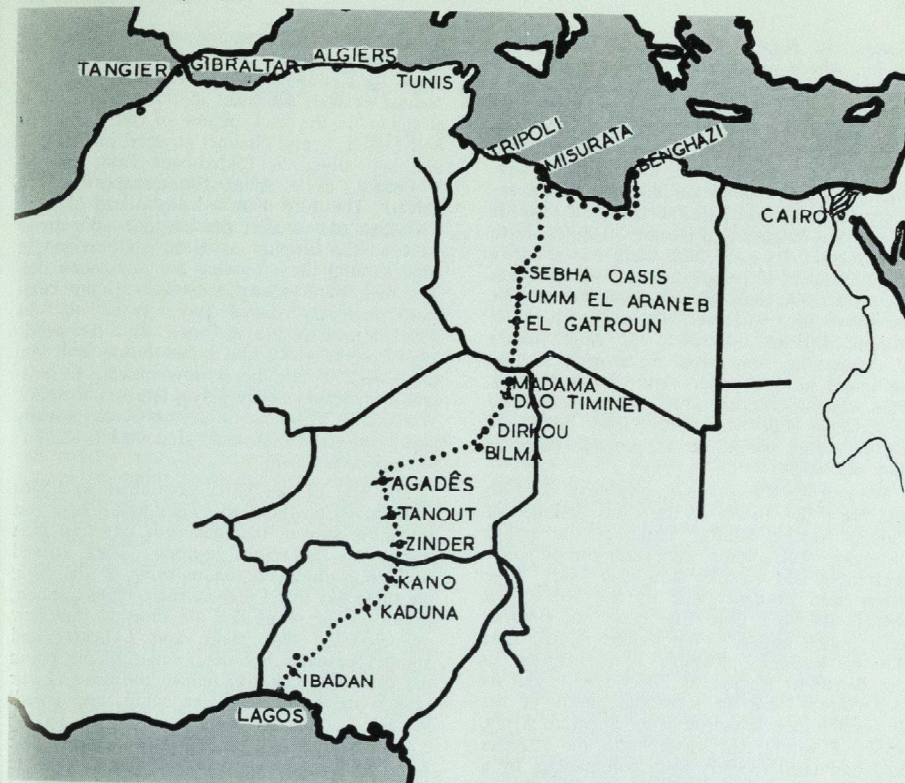 TANGIER
GIBRALTAR
ALGIERS
TUNIS
TRIPOLI
MISURATA
BENGHAZI
CAIRO
SEBHA OASIS
UMM EL ARANEB
EL GATROUN
MADAMA
DAO TIMINEY
DIRKOU
BILMA
AGADÊS
TANOUT
ZINDER
KANO
KADUNA
IBADAN
LAGOS